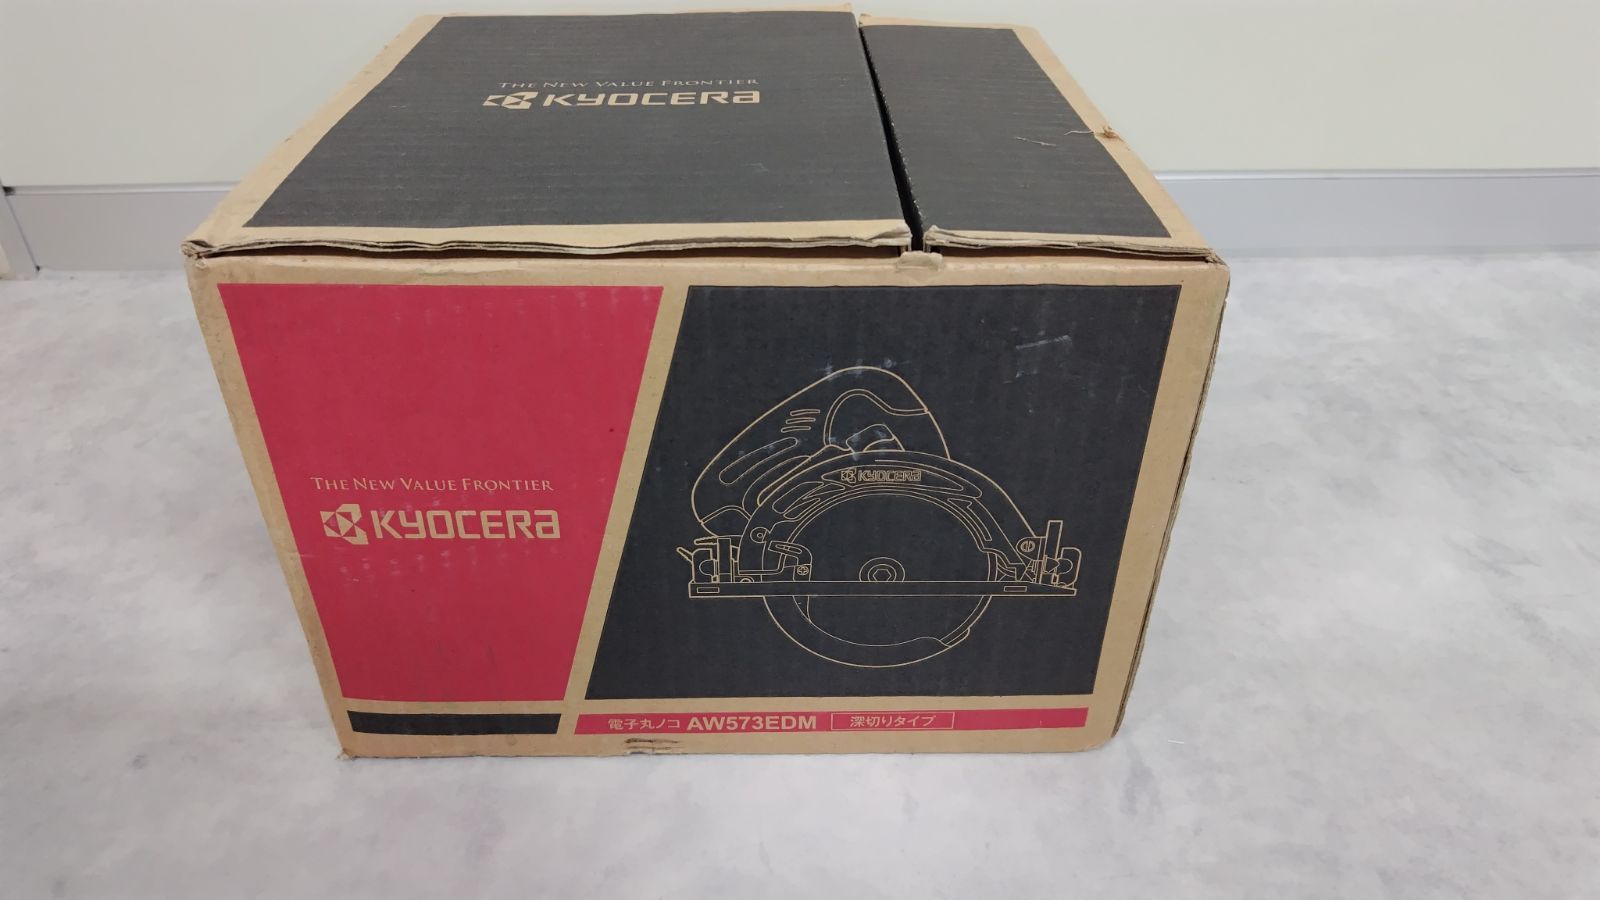 THE NEW VALUE FRONTIER
KYOCERA
THE NEW VALUE FRONTIER
KYOCERA
KYOCERA
電子丸ノコ AW573EDM 深切りタイプ